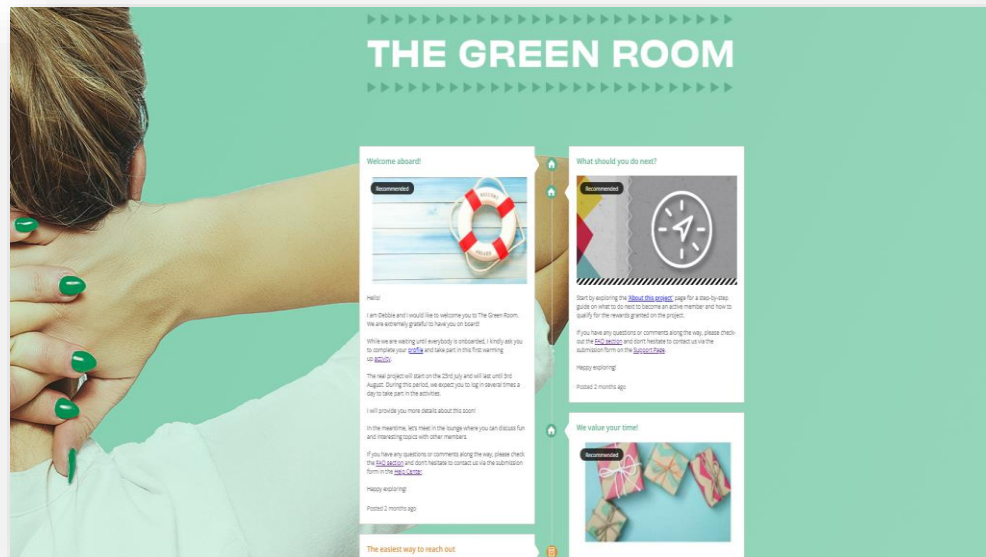 THE GREEN ROOM
Welcome aboard!
Recommended
Hello!
I am Debbie and I would like to welcome you to The Green Room.
We are extremely grateful to have you on board!
While we are waiting until everybody is onboarded, I kindly ask you
to complete your profile and take part in this first warming
up activity.
The real project will start on the 23rd july and will last until 3rd
August. During this period, we expect you to log in several times a
day to take part in the activities.
I will provide you more details about this soon!
In the meantime, let's meet in the lounge where you can discuss fun
and interesting topics with other members.
If you have any questions or comments along the way, please check
the FAQ section and don't hesitate to contact us via the submission
form in the Help Center.
Happy exploring!
Posted 2 months ago
The easiest way to reach out
What should you do next?
Recommended
Start by exploring the 'About this project' page for a step-by-step
guide on what to do next to become an active member and how to
qualify for the rewards granted on the project.
If you have any questions or comments along the way, please check-
out the FAQ section and don't hesitate to contact us via the
submission form on the Support Page.
Happy exploring!
Posted 2 months ago
We value your time!
Recommended